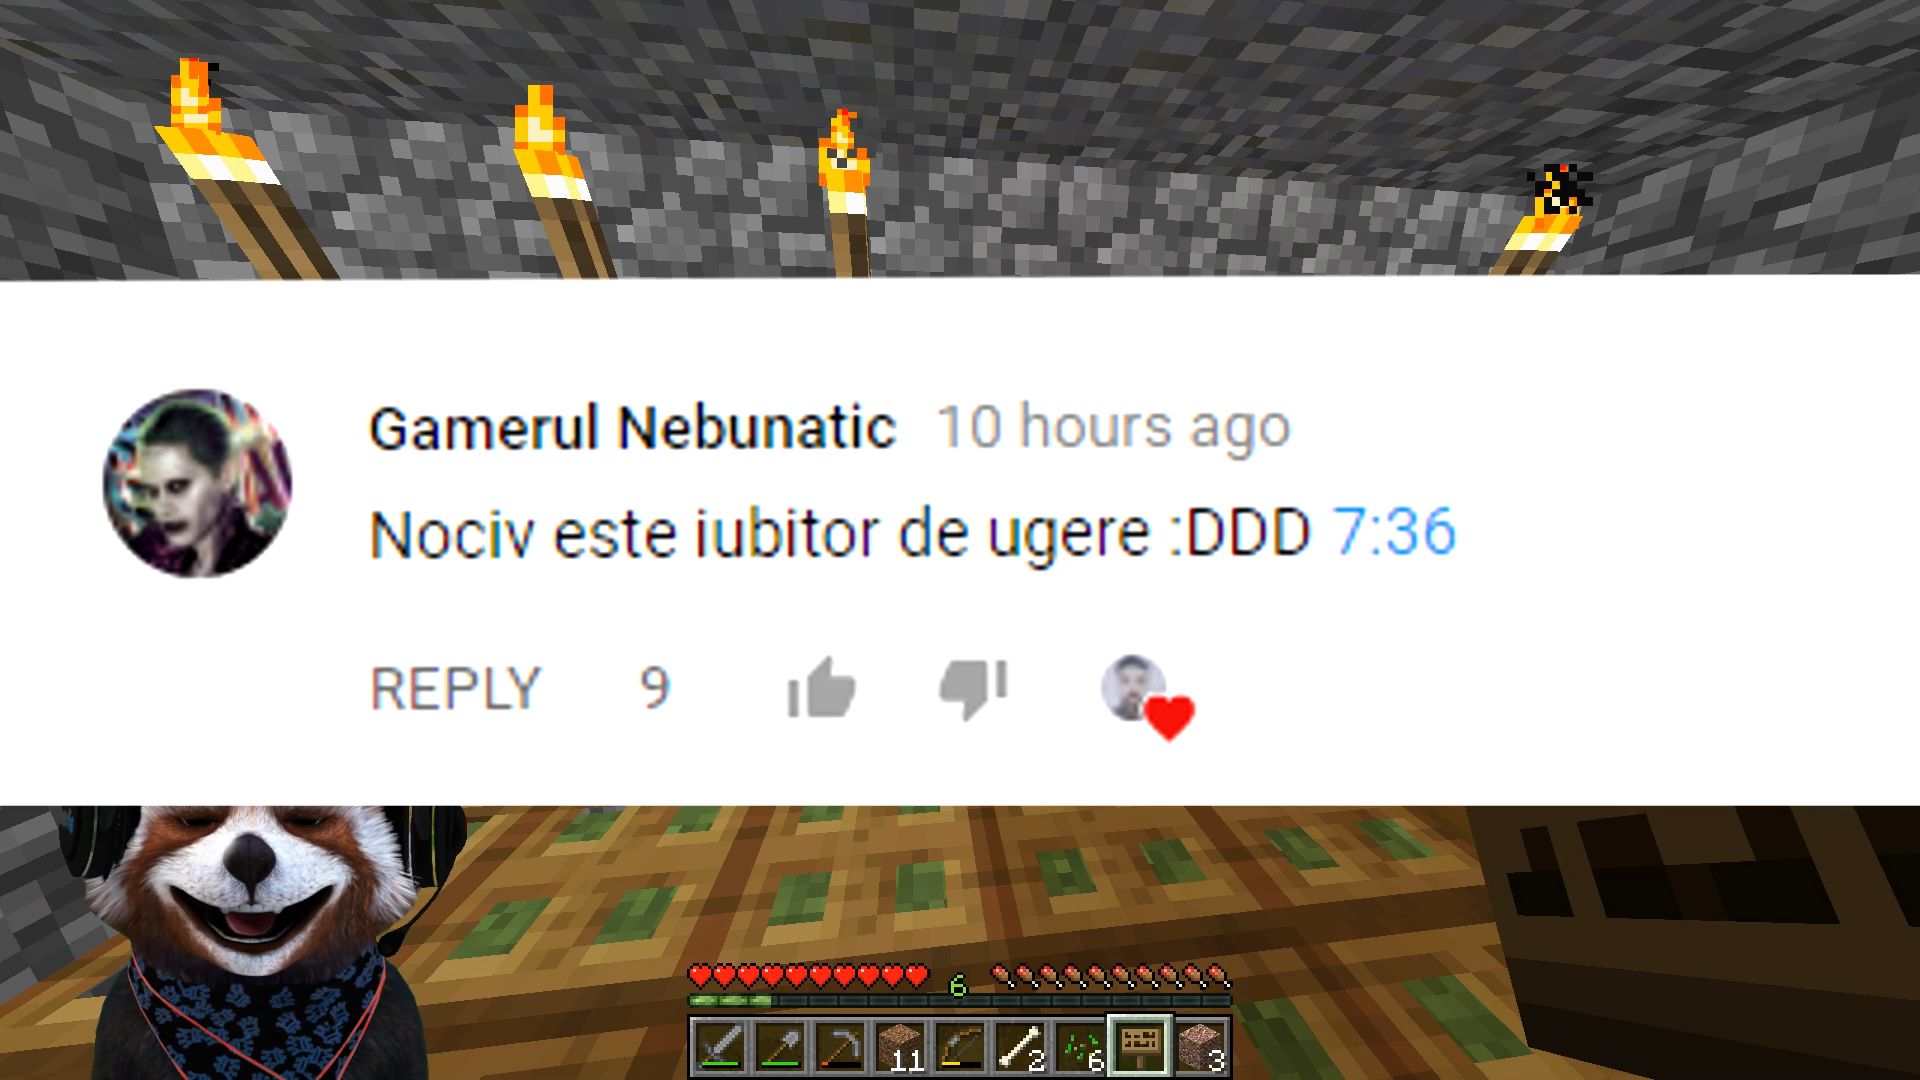 Gamerul Nebunatic 10 hours ago
Nociv este iubitor de ugere :DDD 7:36
REPLY 9
6
11 2 6 3